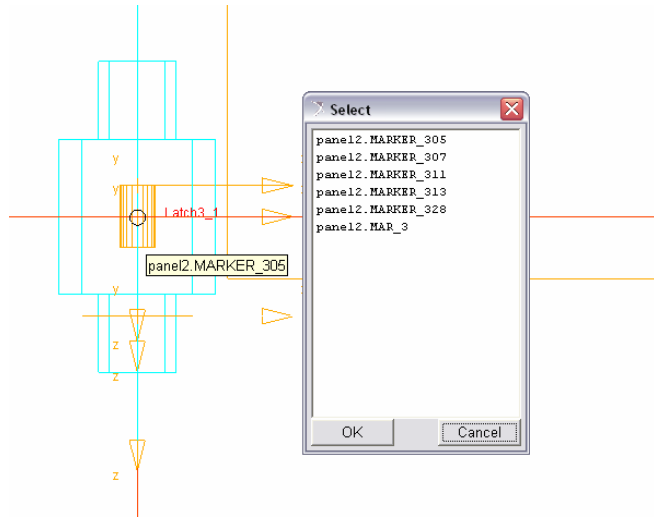 Select
panel2.MARKER_305
panel2.MARKER_307
panel2.MARKER_311
panel2.MARKER_313
panel2.MARKER_328
panel2.MAR_3
y
y
Latch3_1
panel2.MARKER_305
y
z
z
z
OK
Cancel